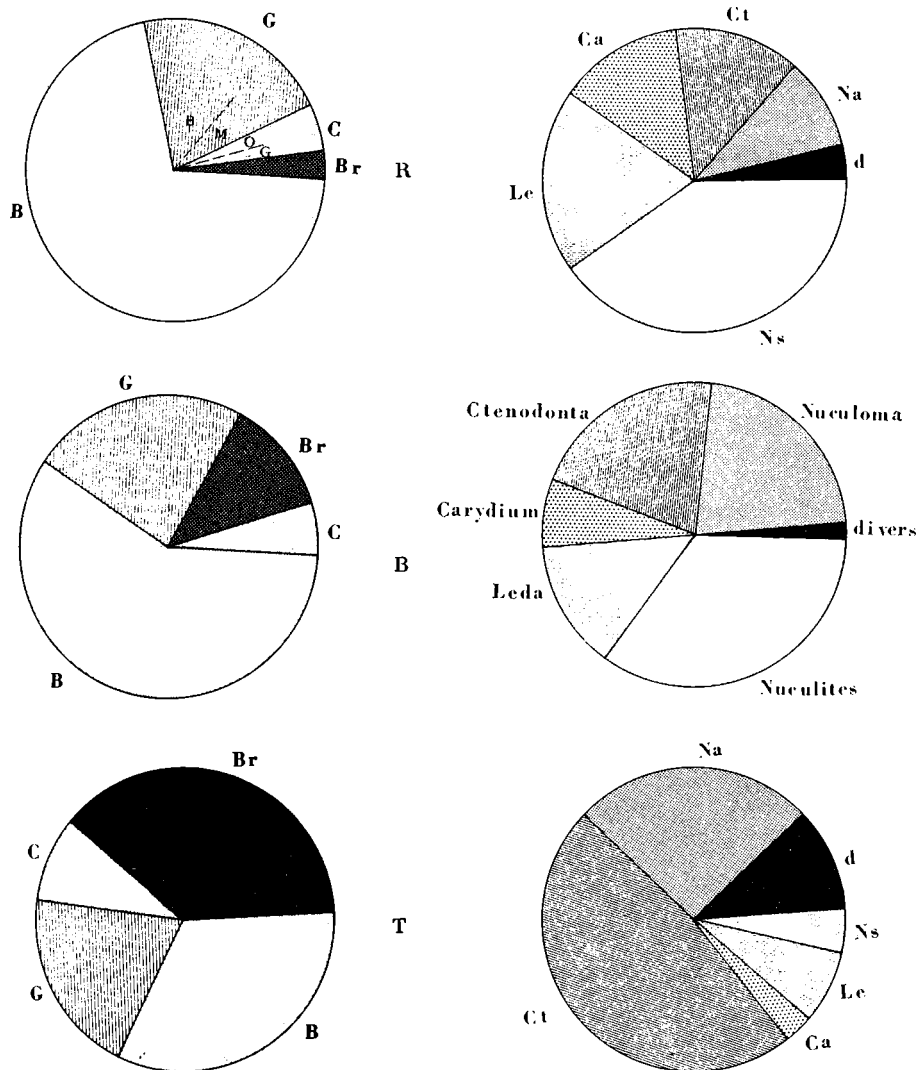 G
Ct
Ca
Na
B
M
C
O
G
Br
R
d
B
Le
Ns
G
Ctenodonta
Nuculoma
Br
Carydium
C
divers
B
Leda
B
Nuculites
Br
Na
C
d
T
Ns
G
Le
B
Ct
Ca